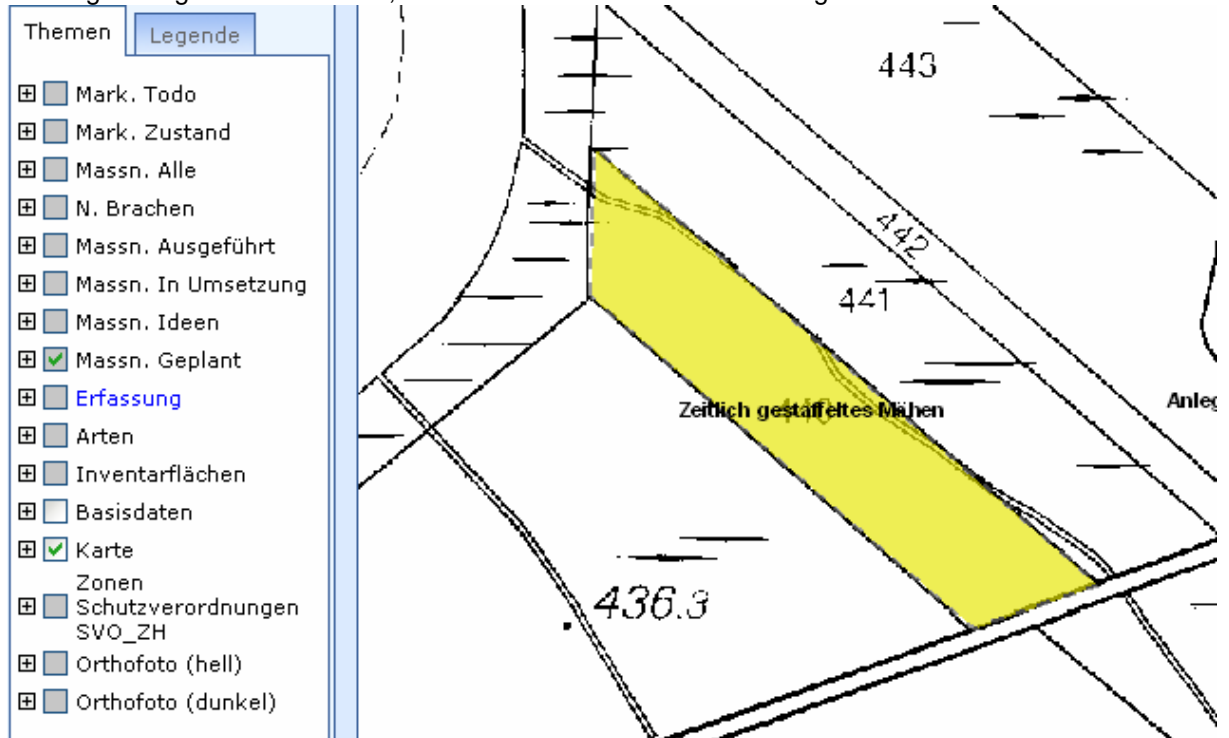 Themen
Legende
Mark. Todo
Mark. Zustand
Massn. Alle
N. Brachen
Massn. Ausgeführt
Massn. In Umsetzung
Massn. Ideen
Massn. Geplant
Erfassung
Arten
Inventarflächen
Basisdaten
Karte
Zonen
Schutzverordnungen
SVO_ZH
Orthofoto (hell)
Orthofoto (dunkel)
443
442
441
Zeitlich gestaffeltes Mähen
Anleg
436.3